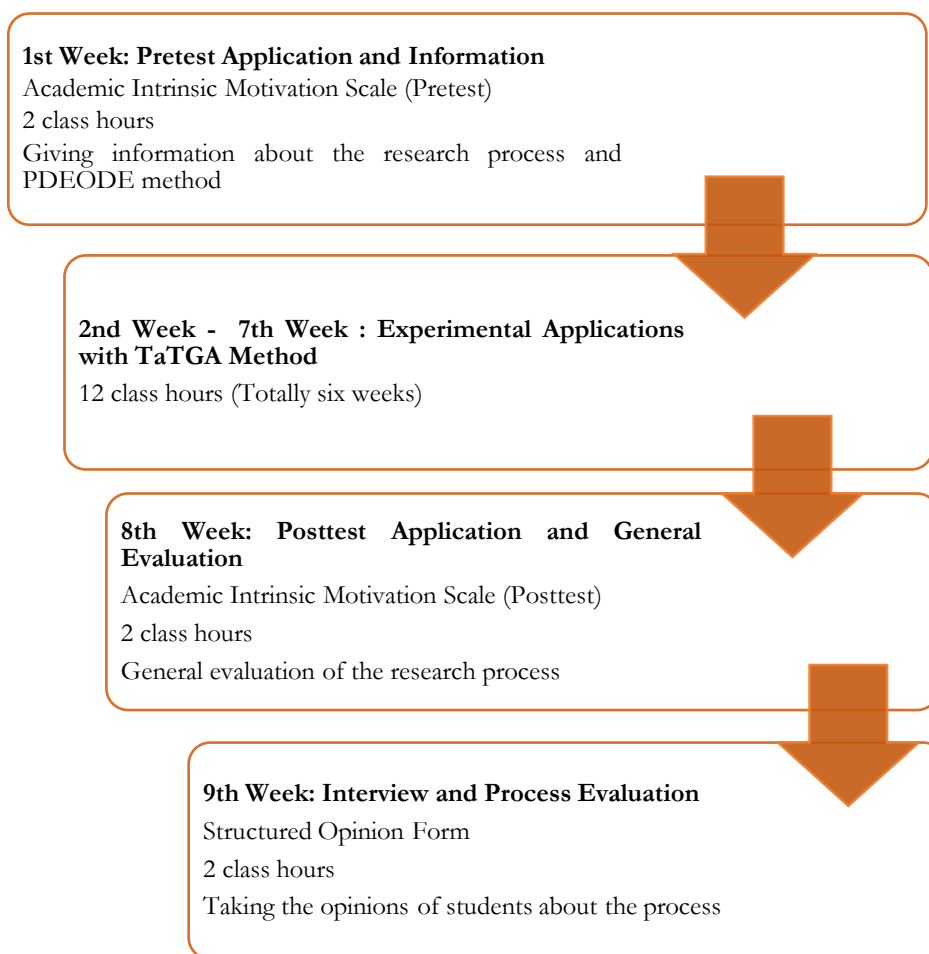 1st Week: Pretest Application and Information
Academic Intrinsic Motivation Scale (Pretest)
2 class hours
Giving information about the research process and
PDEODE method
2nd Week - 7th Week : Experimental Applications
with TaTGA Method
12 class hours (Totally six weeks)
8th Week: Posttest Application and General
Evaluation
Academic Intrinsic Motivation Scale (Posttest)
2 class hours
General evaluation of the research process
9th Week: Interview and Process Evaluation
Structured Opinion Form
2 class hours
Taking the opinions of students about the process